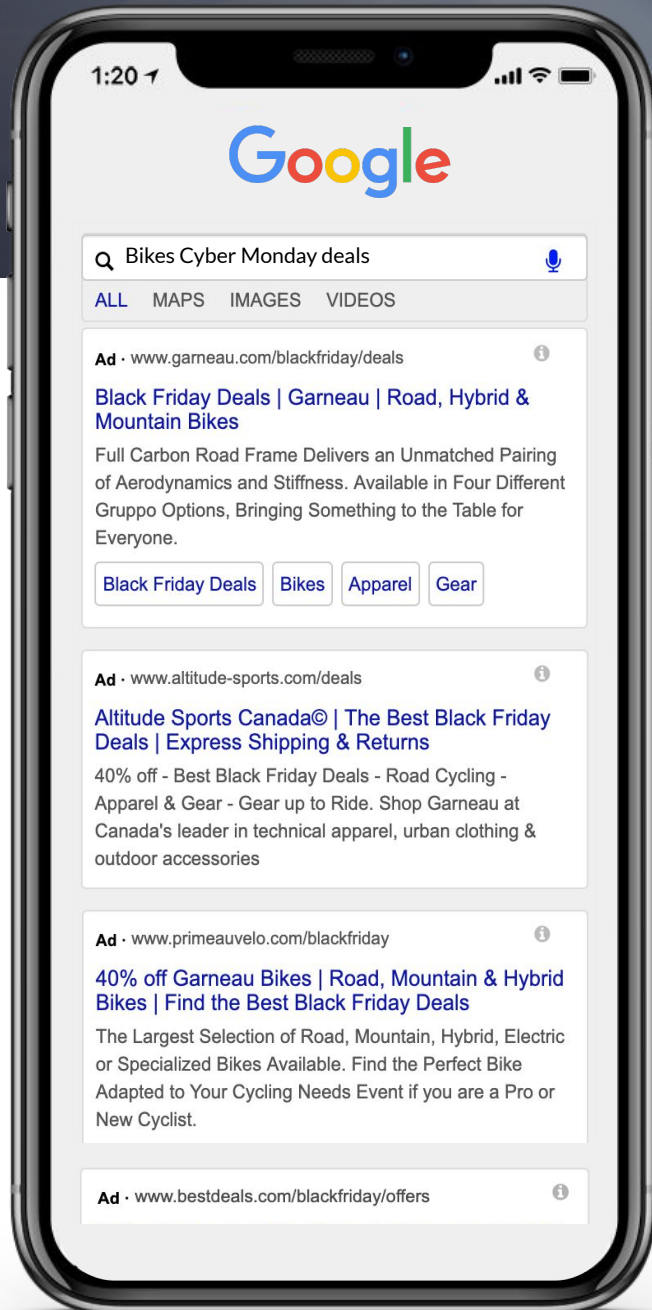 1:20
Google
Bikes Cyber Monday deals
ALL MAPS IMAGES VIDEOS
Ad · www.garneau.com/blackfriday/deals
Black Friday Deals | Garneau | Road, Hybrid &
Mountain Bikes
Full Carbon Road Frame Delivers an Unmatched Pairing
of Aerodynamics and Stiffness. Available in Four Different
Gruppo Options, Bringing Something to the Table for
Everyone.
Black Friday Deals Bikes Apparel Gear
Ad · www.altitude-sports.com/deals
Altitude Sports Canada© | The Best Black Friday
Deals | Express Shipping & Returns
40% off - Best Black Friday Deals - Road Cycling -
Apparel & Gear - Gear up to Ride. Shop Garneau at
Canada's leader in technical apparel, urban clothing &
outdoor accessories
Ad · www.primeauvelo.com/blackfriday
40% off Garneau Bikes | Road, Mountain & Hybrid
Bikes | Find the Best Black Friday Deals
The Largest Selection of Road, Mountain, Hybrid, Electric
or Specialized Bikes Available. Find the Perfect Bike
Adapted to Your Cycling Needs Event if you are a Pro or
New Cyclist.
Ad · www.bestdeals.com/blackfriday/offers